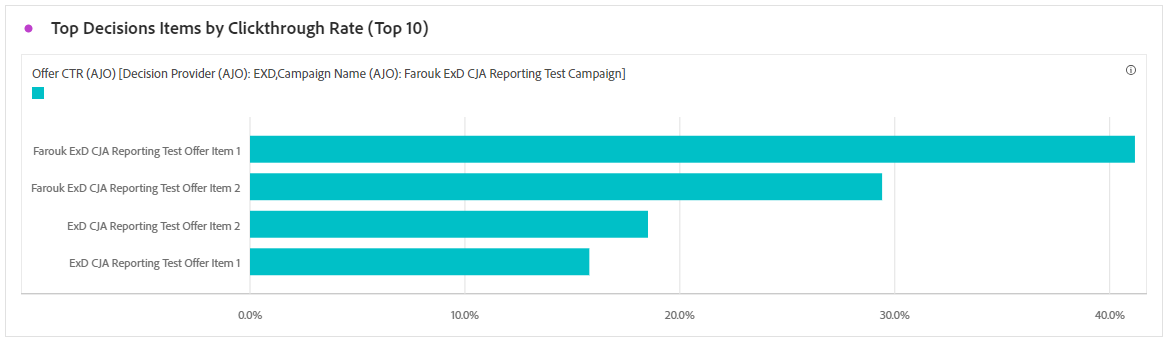 Top Decisions Items by Clickthrough Rate (Top 10)
Offer CTR (AJO) [Decision Provider (AJO): EXD,Campaign Name (AJO): Farouk ExD CJA Reporting Test Campaign]
Farouk ExD CJA Reporting Test Offer Item 1
Farouk ExD CJA Reporting Test Offer Item 2
ExD CJA Reporting Test Offer Item 2
ExD CJA Reporting Test Offer Item 1
0.0% 10.0% 20.0% 30.0% 40.0%